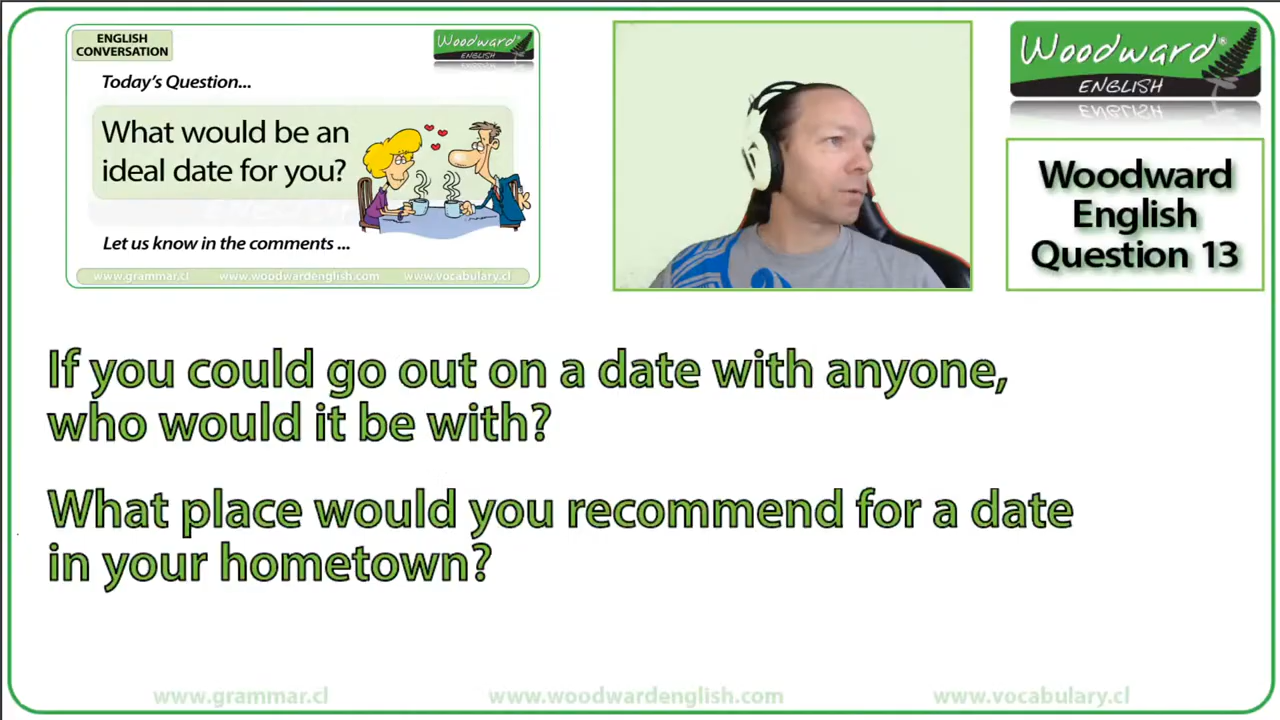 ENGLISH
CONVERSATION
Woodward®
ENGLISH
Today's Question...
What would be an
ideal date for you?
Let us know in the comments ...
www.grammar.cl www.woodwardenglish.com www.vocabulary.cl
Woodward®
ENGLISH
Woodward
English
Question 13
If you could go out on a date with anyone,
who would it be with?
What place would you recommend for a date
in your hometown?
www.grammar.cl www.woodwardenglish.com www.vocabulary.cl